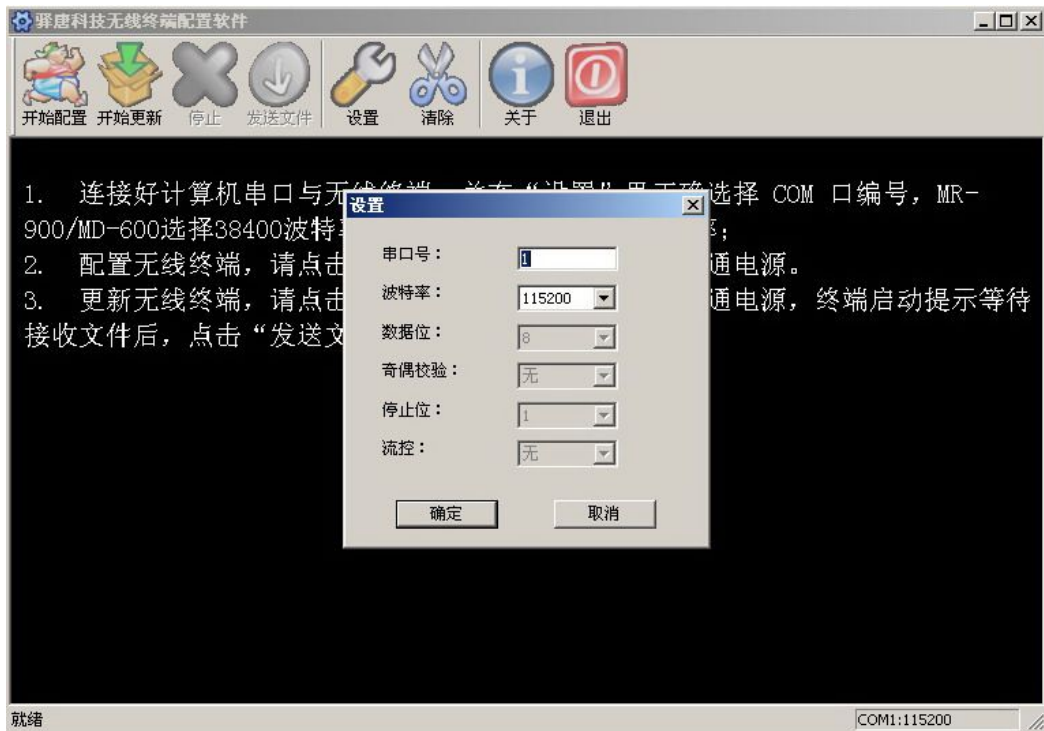 驿唐科技无线终端配置软件
开始配置 开始更新 停止 发送文件 设置 清除 关于 退出
1. 连接好计算机串口与无线终端，并在“设置”里正确选择 COM 口编号，MR-
900/MD-600选择38400波特率;
2. 配置无线终端，请点击 通电源。
3. 更新无线终端，请点击 通电源，终端启动提示等待
接收文件后，点击“发送文
设置
串口号：
1
波特率：
115200
数据位：
8
奇偶校验：
无
停止位：
1
流控：
无
确定 取消
就绪 COM1:115200